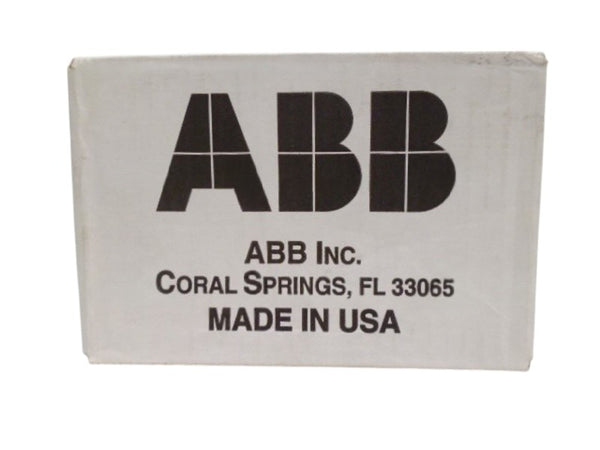 ABB
ABB INC.
CORAL SPRINGS, FL 33065
MADE IN USA